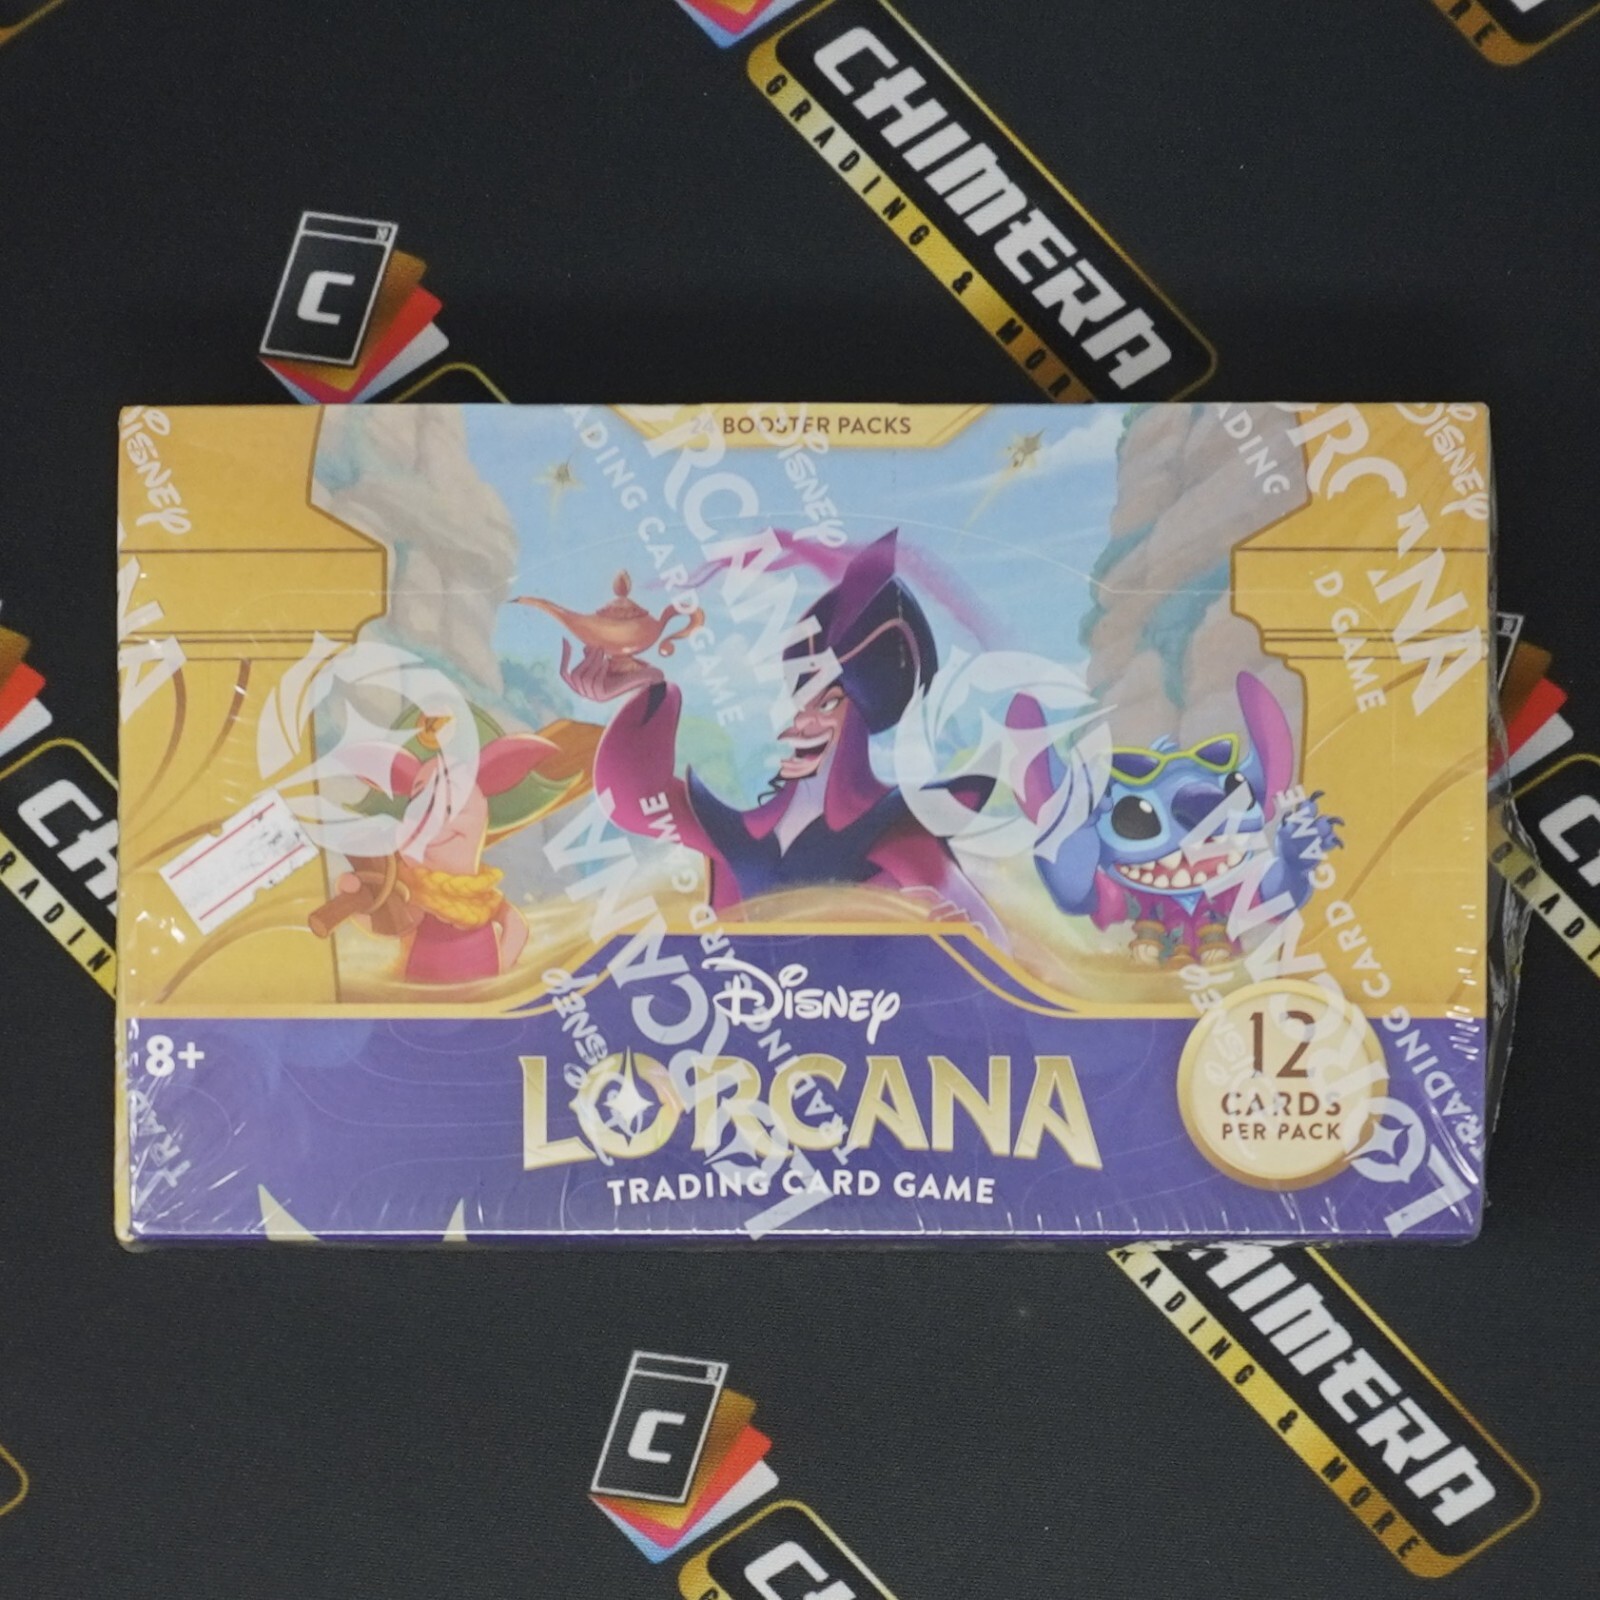 CHIMERA
GRADING & MORE
C
24 BOOSTER PACKS
DISNEY
LORCANA
TRADING CARD GAME
8+
12
CARDS
PER PACK
CHIMERA
GRADING & MORE
C